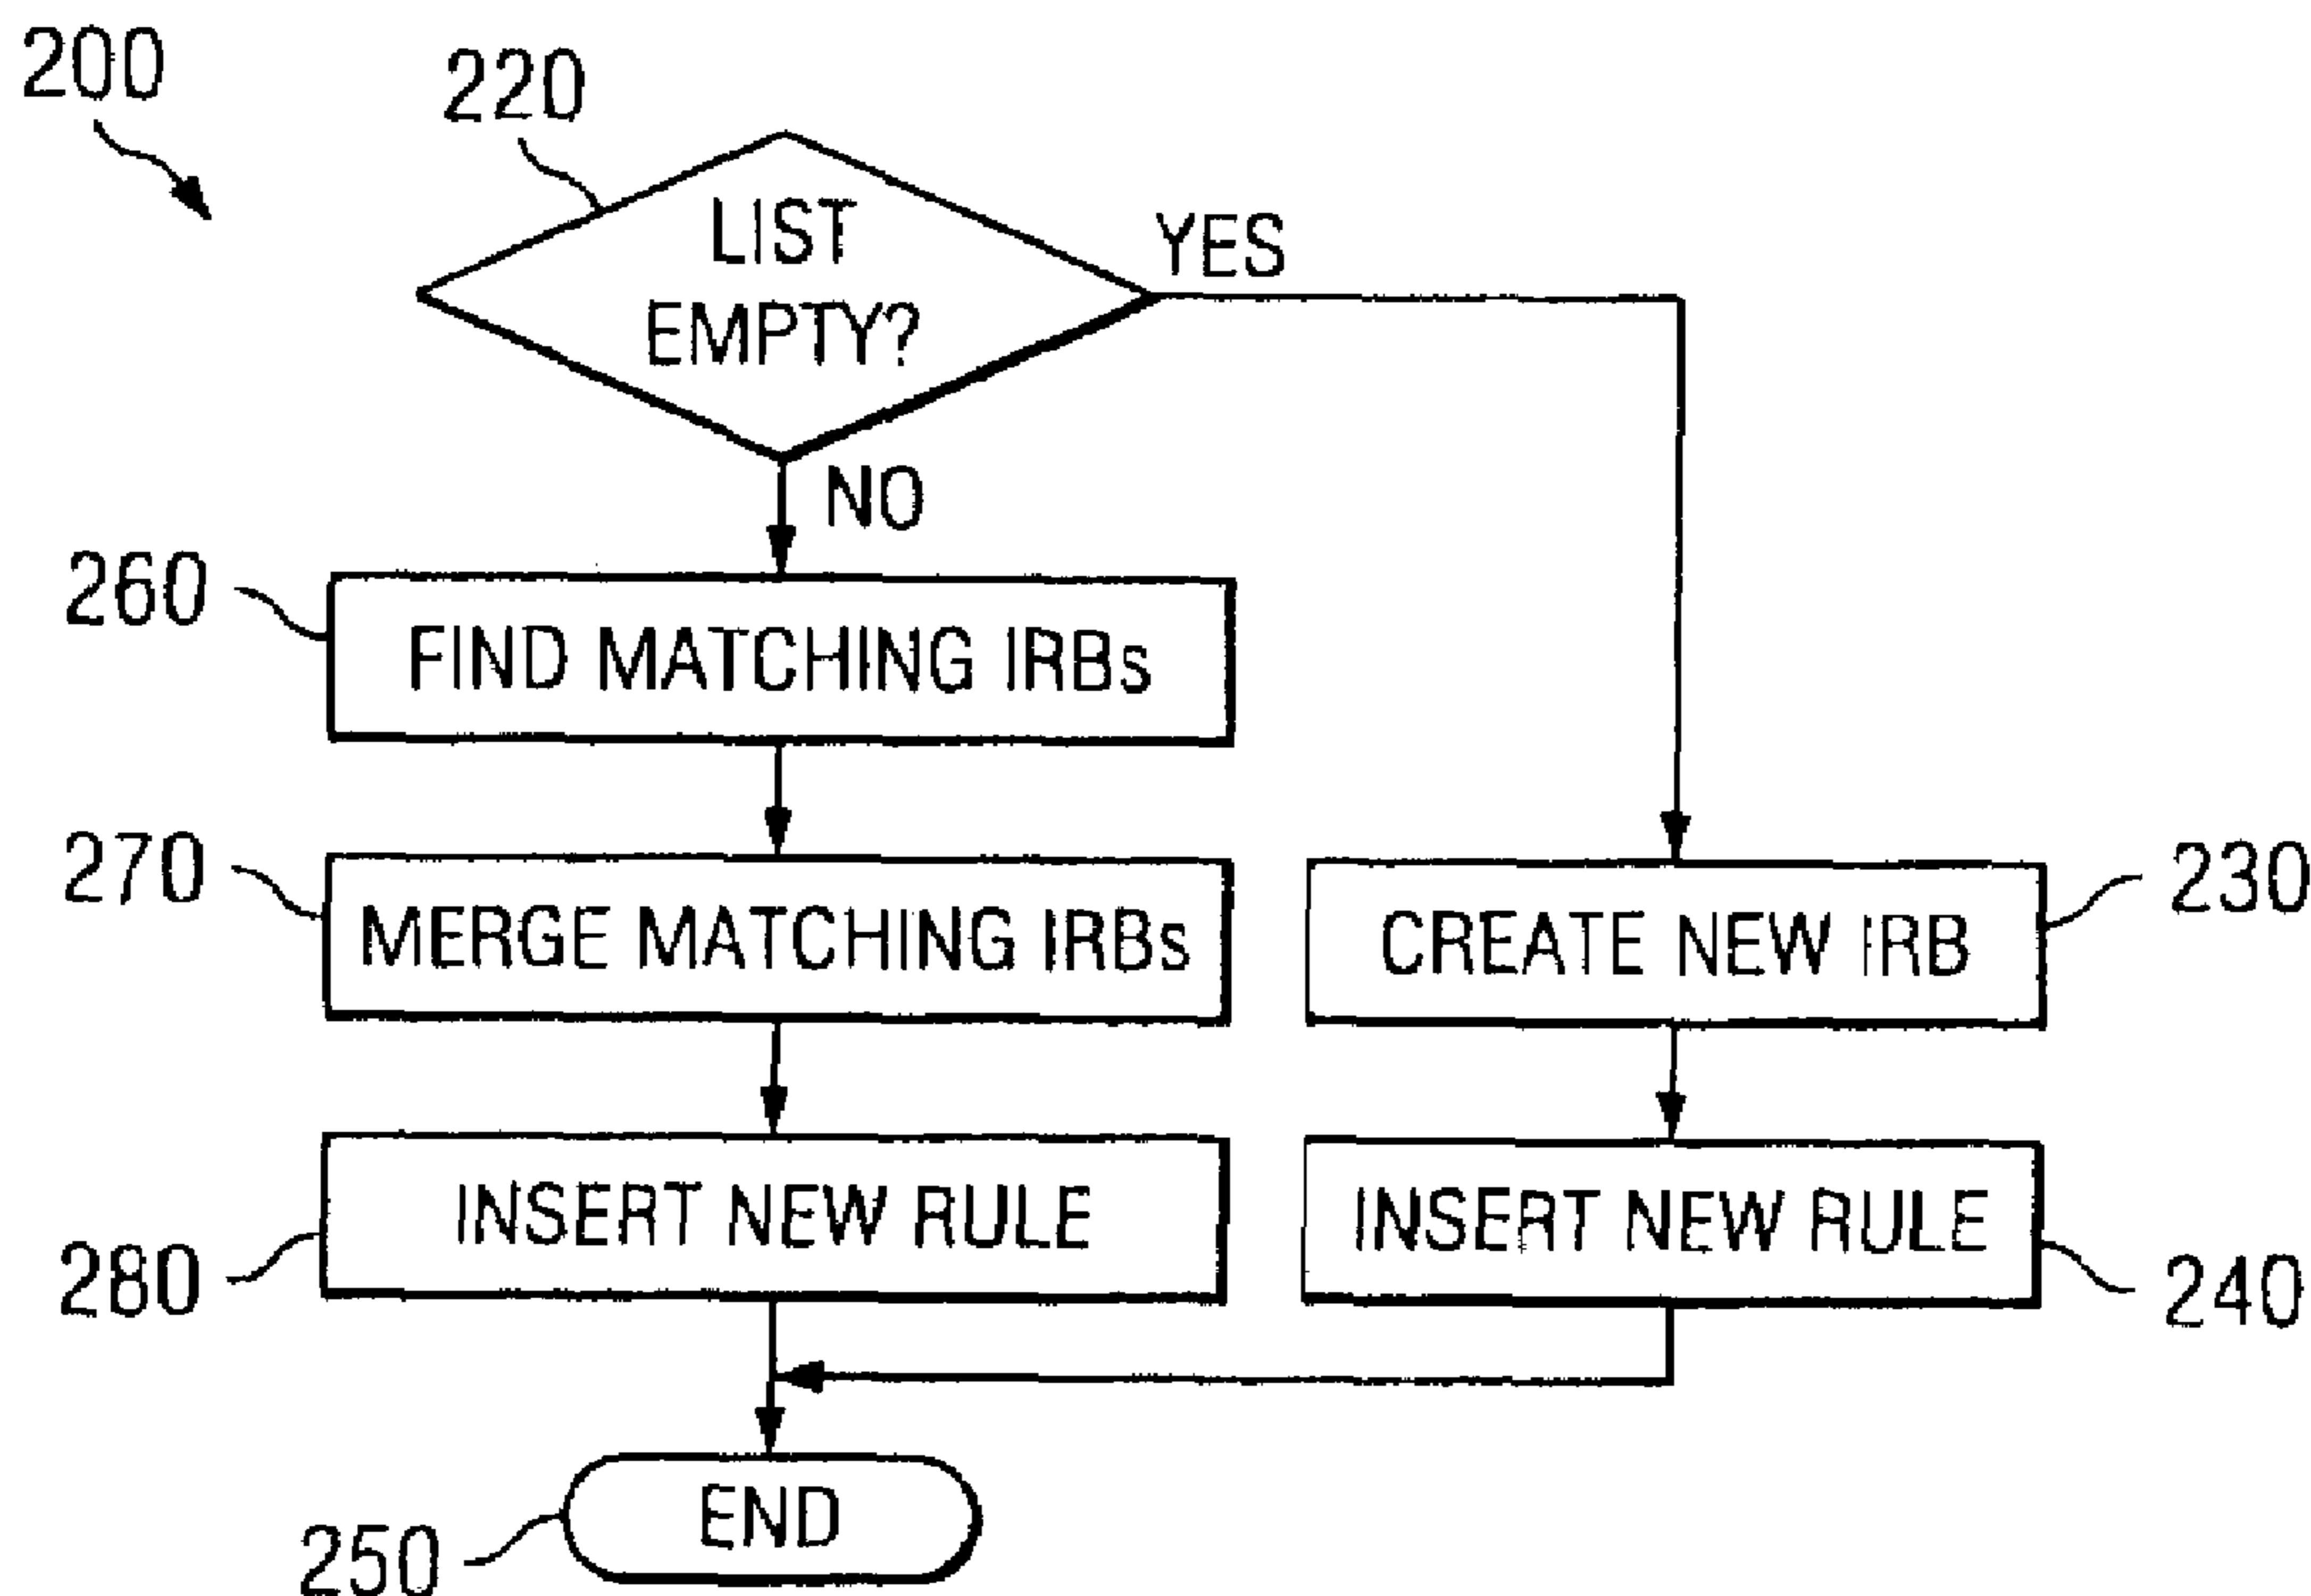 200
220
LIST
EMPTY?
YES
NO
260
FIND MATCHING IRBs
270
MERGE MATCHING IRBs
CREATE NEW IRB
230
INSERT NEW RULE
INSERT NEW RULE
280
240
END
250